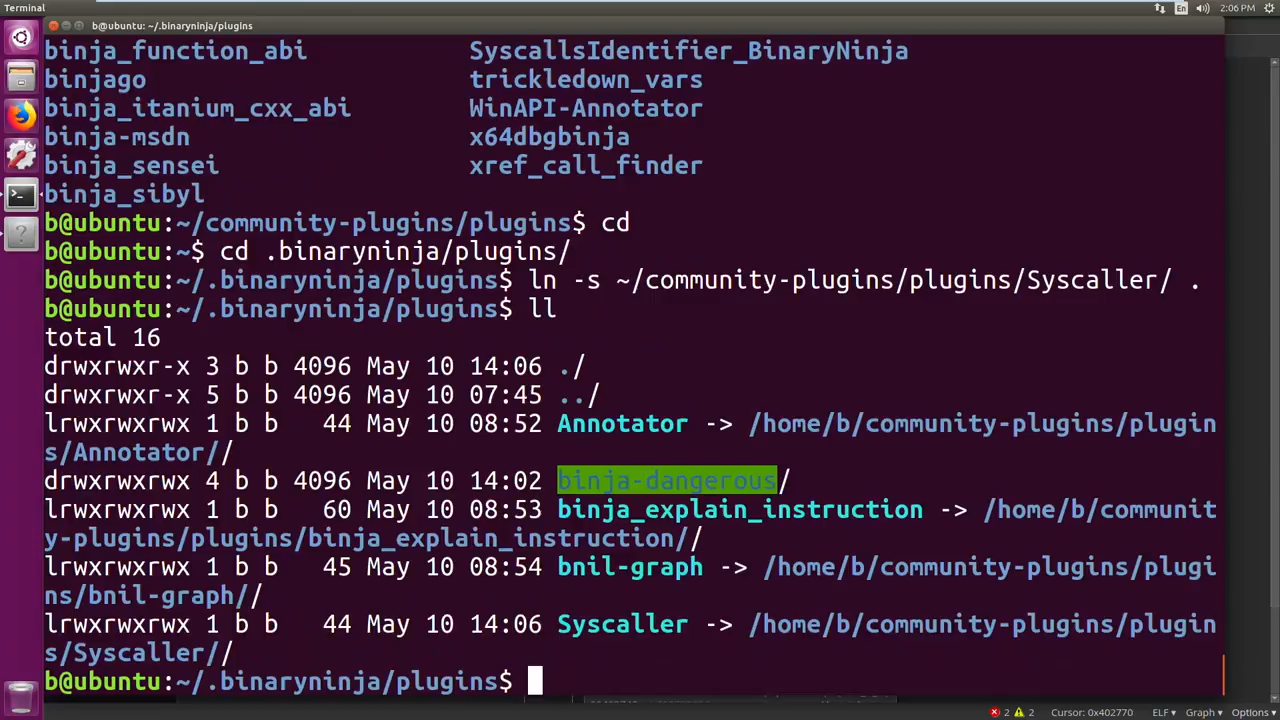 Terminal
En
2:06 PM
b@ubuntu: ~/.binaryninja/plugins
binja_function_abi SyscallsIdentifier_BinaryNinja
binjago trickledown_vars
binja_itanium_cxx_abi WinAPI-Annotator
binja-msdn x64dbgbinja
binja_sensei xref_call_finder
binja_sibyl
b@ubuntu:~/community-plugins/plugins$ cd
b@ubuntu:~$ cd .binaryninja/plugins/
b@ubuntu:~/.binaryninja/plugins$ ln -s ~/community-plugins/plugins/Syscaller/ .
b@ubuntu:~/.binaryninja/plugins$ ll
total 16
drwxrwxr-x 3 b b 4096 May 10 14:06 ./
drwxrwxr-x 5 b b 4096 May 10 07:45 ../
lrwxrwxrwx 1 b b   44 May 10 08:52 Annotator -> /home/b/community-plugins/plugin
s/Annotator//
drwxrwxr-x 4 b b 4096 May 10 14:02 binja-dangerous/
lrwxrwxrwx 1 b b   60 May 10 08:53 binja_explain_instruction -> /home/b/communit
y-plugins/plugins/binja_explain_instruction//
lrwxrwxrwx 1 b b   45 May 10 08:54 bnil-graph -> /home/b/community-plugins/plugi
ns/bnil-graph//
lrwxrwxrwx 1 b b   44 May 10 14:06 Syscaller -> /home/b/community-plugins/plugin
s/Syscaller//
b@ubuntu:~/.binaryninja/plugins$
2 2 Cursor: 0x402770 ELF Graph Options